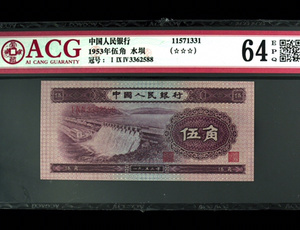 ACG
AI CANG GUARANTY
中国人民银行
1953年伍角 水坝
冠号: I IX IV 3362588
11571331
(☆☆☆)
64 EPQ
中國人民銀行
伍角